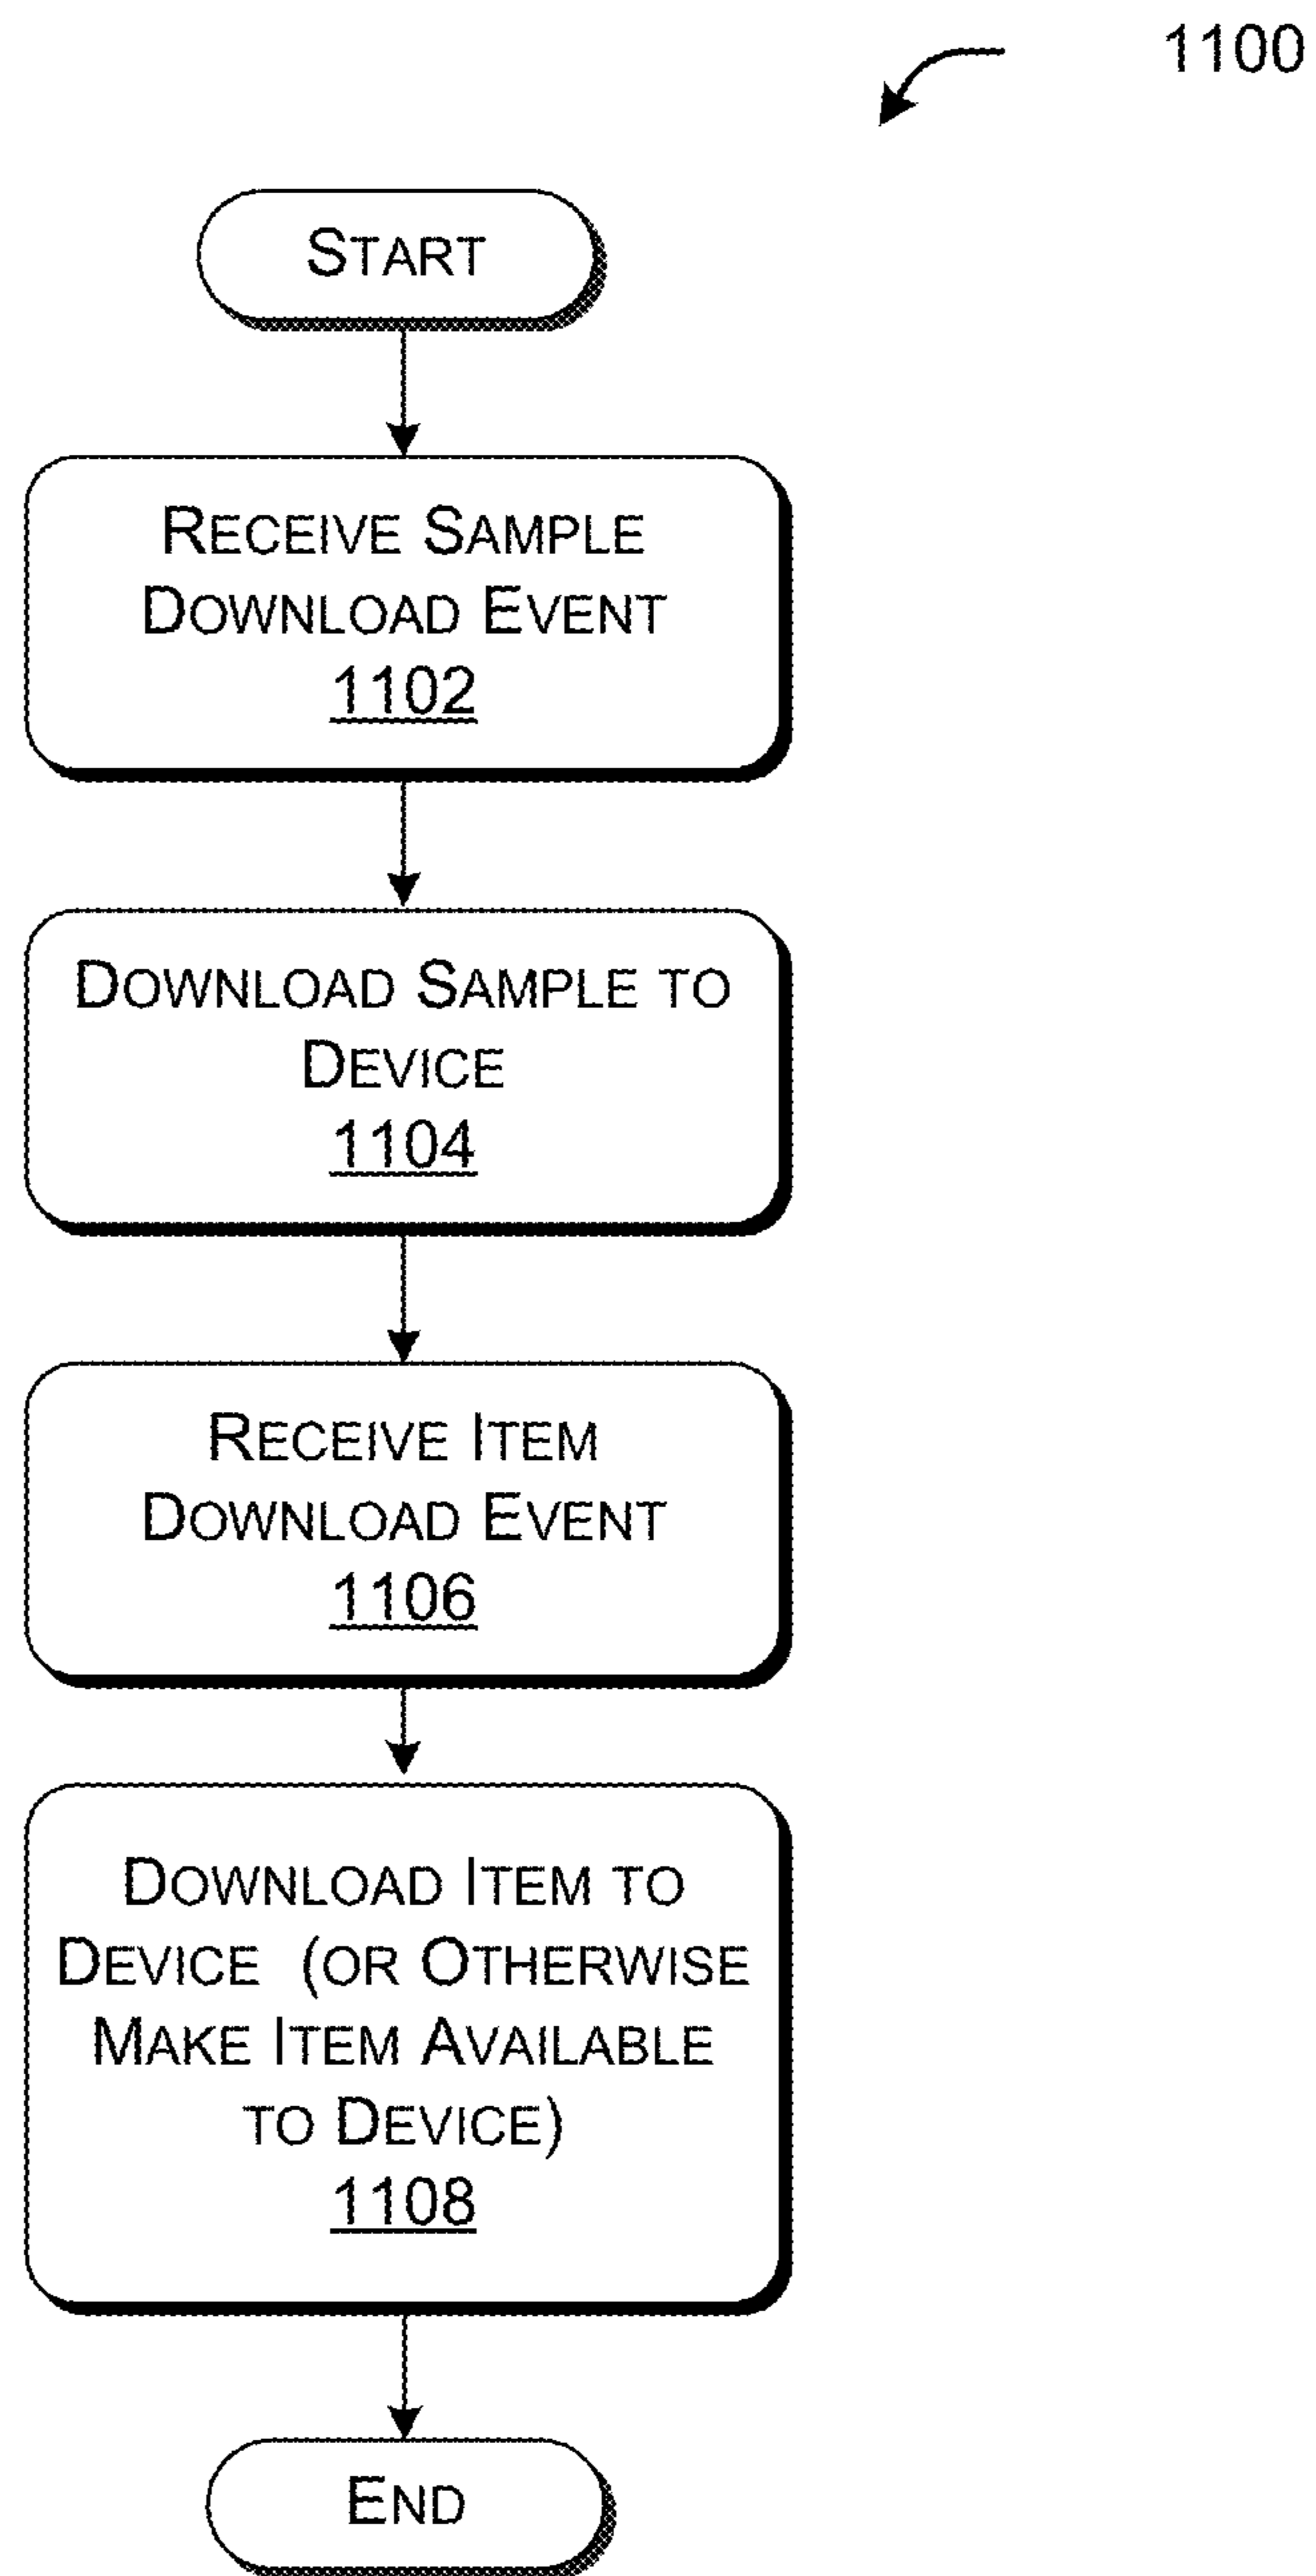 1100
START
RECEIVE SAMPLE
DOWNLOAD EVENT
1102
DOWNLOAD SAMPLE TO
DEVICE
1104
RECEIVE ITEM
DOWNLOAD EVENT
1106
DOWNLOAD ITEM TO
DEVICE (OR OTHERWISE
MAKE ITEM AVAILABLE
TO DEVICE)
1108
END